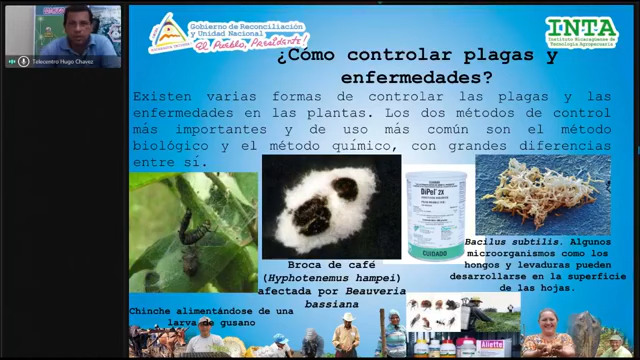 Telecentro Hugo Chavez
Gobierno de Reconciliación
y Unidad Nacional
El Pueblo, Presidente!
INTA
Instituto Nicaragüense de
Tecnología Agropecuaria
¿Cómo controlar plagas y
enfermedades?
Existen varias formas de controlar las plagas y las
enfermedades en las plantas. Los dos métodos de control
más importantes y de uso más común son el método
biológico y el método químico, con grandes diferencias
entre sí.
DiPel 2X
CUIDADO
Chinche alimentándose de una
larva de gusano
Broca de café
(Hyphotenemus hampei)
afectada por Beauveria
bassiana
Bacilus subtilis. Algunos
microorganismos como los
hongos y levaduras pueden
desarrollarse en la superficie
de las hojas.
Aliette